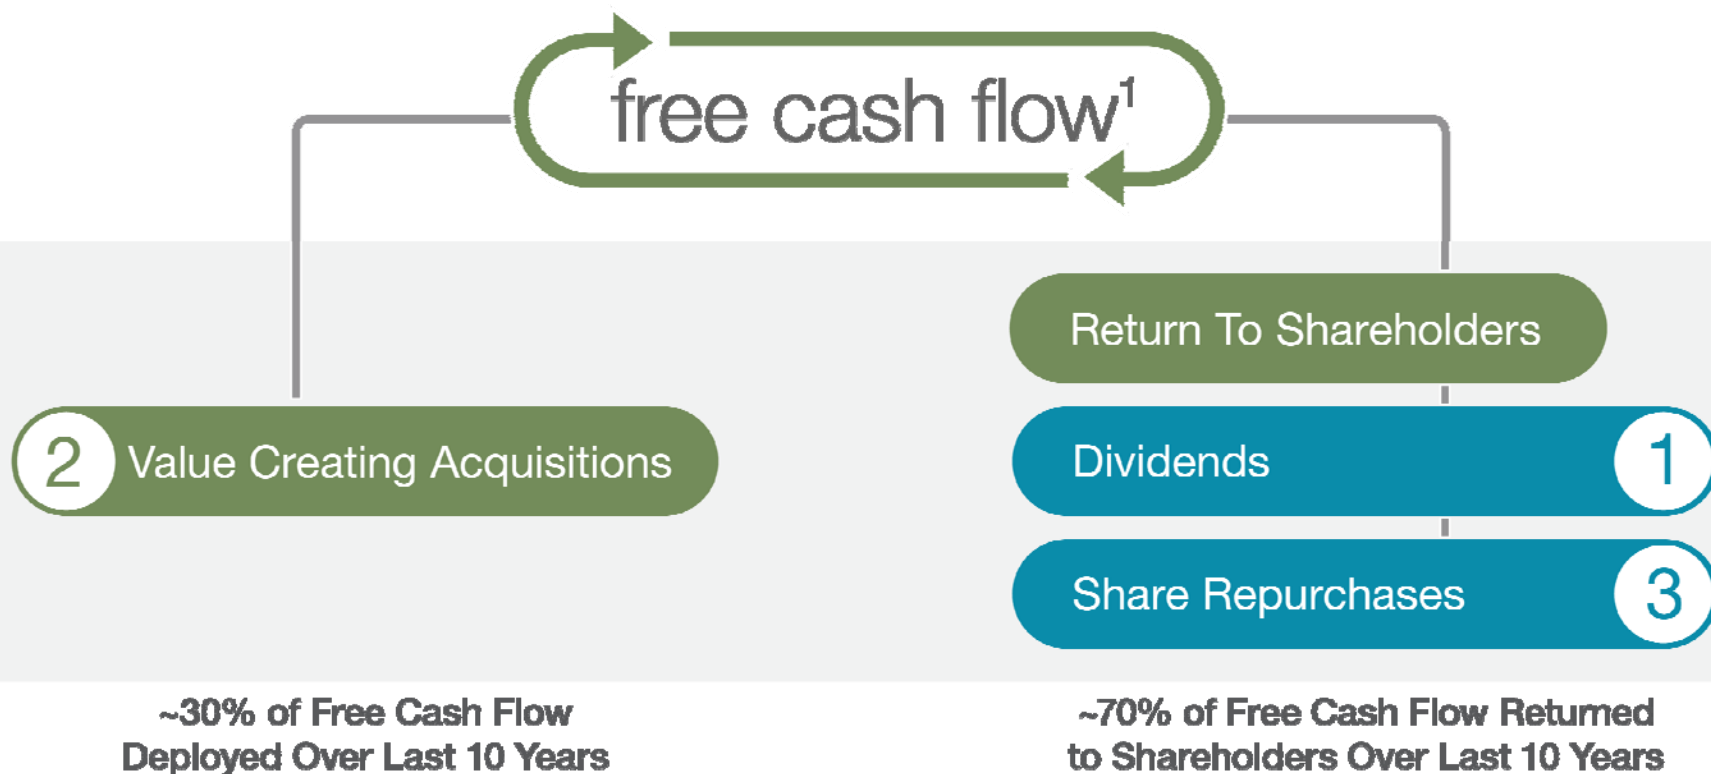 free cash flow¹
Return To Shareholders
2 Value Creating Acquisitions
Dividends 1
Share Repurchases 3
~30% of Free Cash Flow
Deployed Over Last 10 Years
~70% of Free Cash Flow Returned
to Shareholders Over Last 10 Years